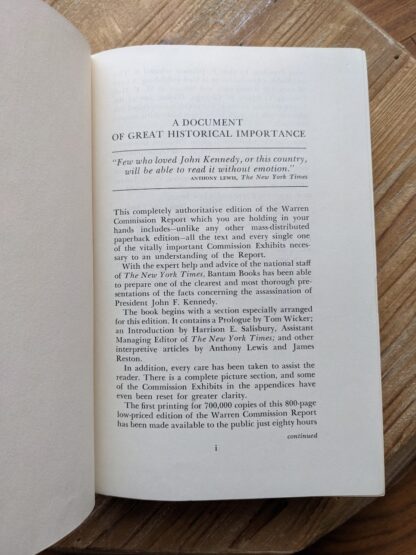 A DOCUMENT
OF GREAT HISTORICAL IMPORTANCE
"Few who loved John Kennedy, or this country,
will be able to read it without emotion."
ANTHONY LEWIS, The New York Times
This completely authoritative edition of the Warren
Commission Report which you are holding in your
hands includes—unlike any other mass-distributed
paperback edition—all the text and every single one
of the vitally important Commission Exhibits neces-
sary to an understanding of the Report.
With the expert help and advice of the national staff
of The New York Times, Bantam Books has been able
to prepare one of the clearest and most thorough pre-
sentations of the facts concerning the assassination of
President John F. Kennedy.
The book begins with a section especially arranged
for this edition. It contains a Prologue by Tom Wicker;
an Introduction by Harrison E. Salisbury, Assistant
Managing Editor of The New York Times; and other
interpretive articles by Anthony Lewis and James
Reston.
In addition, every care has been taken to assist the
reader. There is a complete picture section, and some
of the Commission Exhibits in the appendices have
even been reset for greater clarity.
The first printing for 700,000 copies of this 800-page
low-priced edition of the Warren Commission Report
has been made available to the public just eighty hours
continued
i